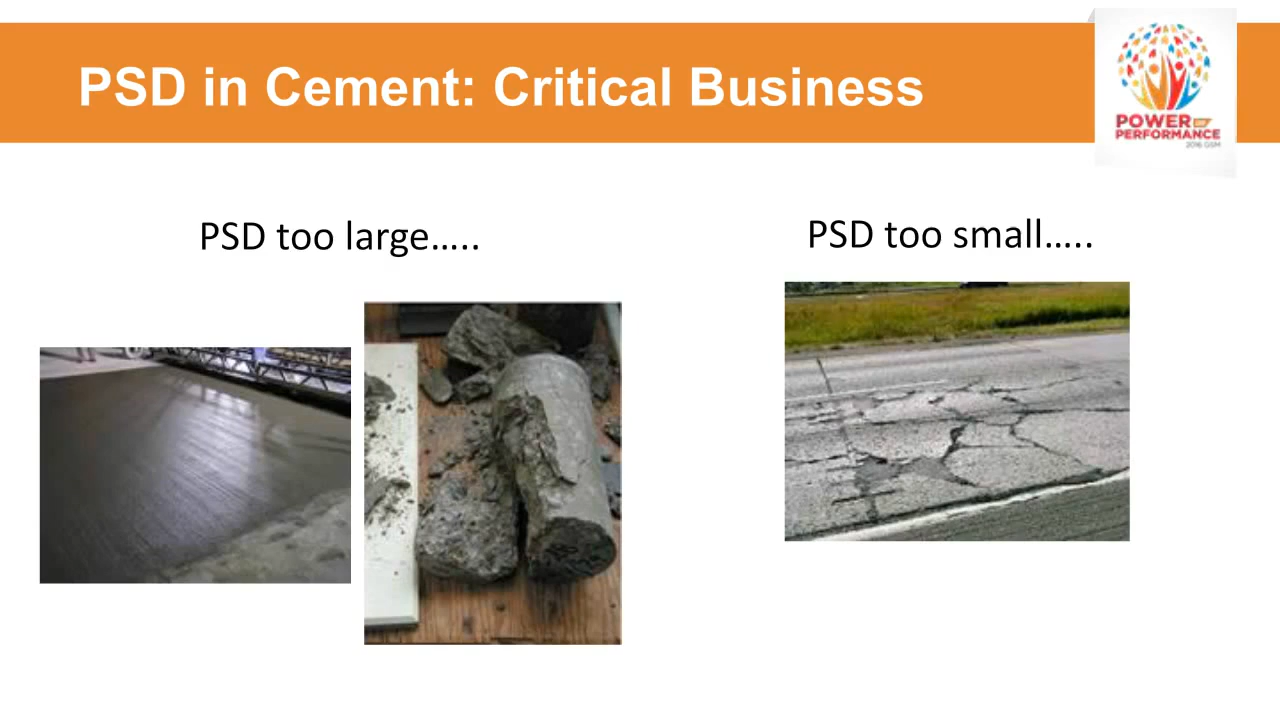 PSD in Cement: Critical Business
POWER
PERFORMANCE
2016 GSM
PSD too large…..
PSD too small…..